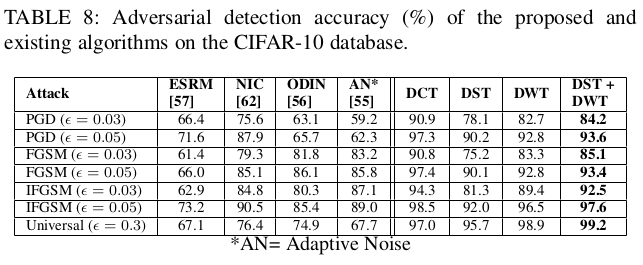 TABLE 8: Adversarial detection accuracy (%) of the proposed and
existing algorithms on the CIFAR-10 database.
Attack ESRM [57] NIC [62] ODIN [56] AN* [55] DCT DST DWT DST + DWT
PGD (ϵ = 0.03) 66.4 75.6 63.1 59.2 90.9 78.1 82.7 84.2
PGD (ϵ = 0.05) 71.6 87.9 65.7 62.3 97.3 90.2 92.8 93.6
FGSM (ϵ = 0.03) 61.4 79.3 81.8 83.2 90.8 75.2 83.3 85.1
FGSM (ϵ = 0.05) 66.0 85.1 86.1 85.8 97.4 90.1 92.8 93.4
IFGSM (ϵ = 0.03) 62.9 84.8 80.3 87.1 94.3 81.3 89.4 92.5
IFGSM (ϵ = 0.05) 73.2 90.5 85.4 89.0 98.5 92.0 96.5 97.6
Universal (ϵ = 0.3) 67.1 76.4 74.9 67.7 97.0 95.7 98.9 99.2
*AN= Adaptive Noise